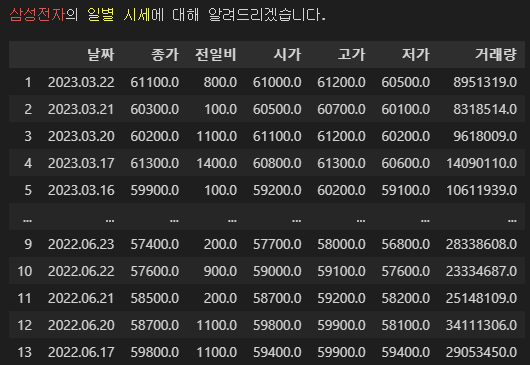 삼성전자의 일별 시세에 대해 알려드리겠습니다.
날짜 종가 전일비 시가 고가 저가 거래량
1 2023.03.22 61100.0 800.0 61000.0 61200.0 60500.0 8951319.0
2 2023.03.21 60300.0 100.0 60500.0 60700.0 60100.0 8318514.0
3 2023.03.20 60200.0 1100.0 61100.0 61200.0 60200.0 9618009.0
4 2023.03.17 61300.0 1400.0 60800.0 61300.0 60600.0 14090110.0
5 2023.03.16 59900.0 100.0 59200.0 60200.0 59100.0 10611939.0
... ... ... ... ... ... ... ...
9 2022.06.23 57400.0 200.0 57700.0 58000.0 56800.0 28338608.0
10 2022.06.22 57600.0 900.0 59000.0 59100.0 57600.0 23334687.0
11 2022.06.21 58500.0 200.0 58700.0 59200.0 58200.0 25148109.0
12 2022.06.20 58700.0 1100.0 59800.0 59900.0 58100.0 34111306.0
13 2022.06.17 59800.0 1100.0 59400.0 59900.0 59400.0 29053450.0